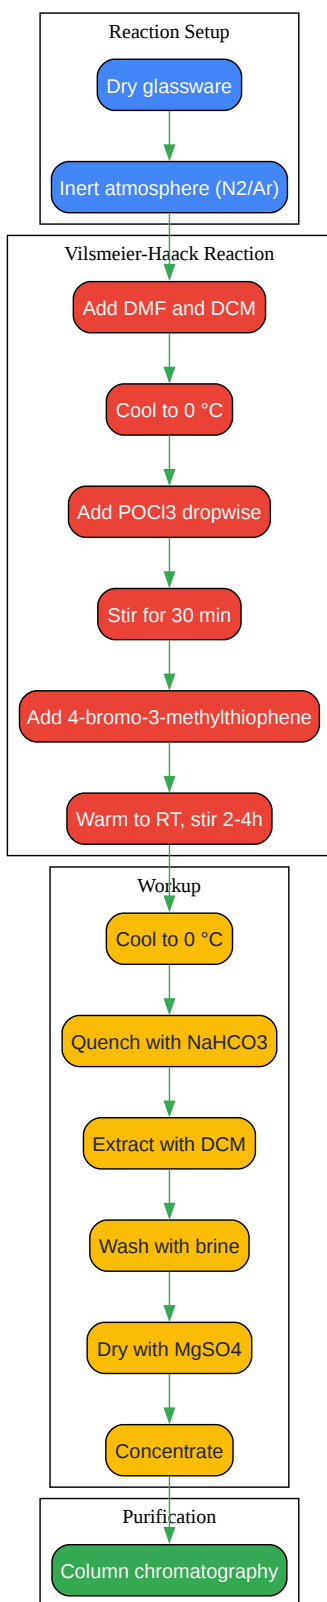 Reaction Setup
Dry glassware
Inert atmosphere (N2/Ar)
Vilsmeier-Haack Reaction
Add DMF and DCM
Cool to 0 °C
Add POCl3 dropwise
Stir for 30 min
Add 4-bromo-3-methylthiophene
Warm to RT, stir 2-4h
Workup
Cool to 0 °C
Quench with NaHCO3
Extract with DCM
Wash with brine
Dry with MgSO4
Concentrate
Purification
Column chromatography